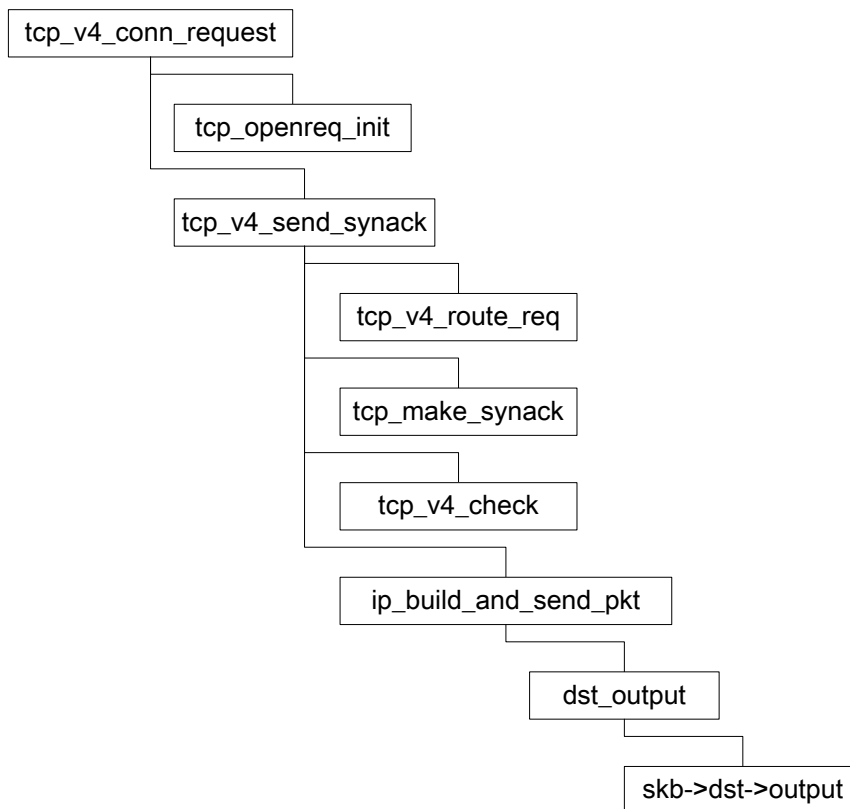 tcp_v4_conn_request
tcp_openreq_init
tcp_v4_send_synack
tcp_v4_route_req
tcp_make_synack
tcp_v4_check
ip_build_and_send_pkt
dst_output
skb->dst->output